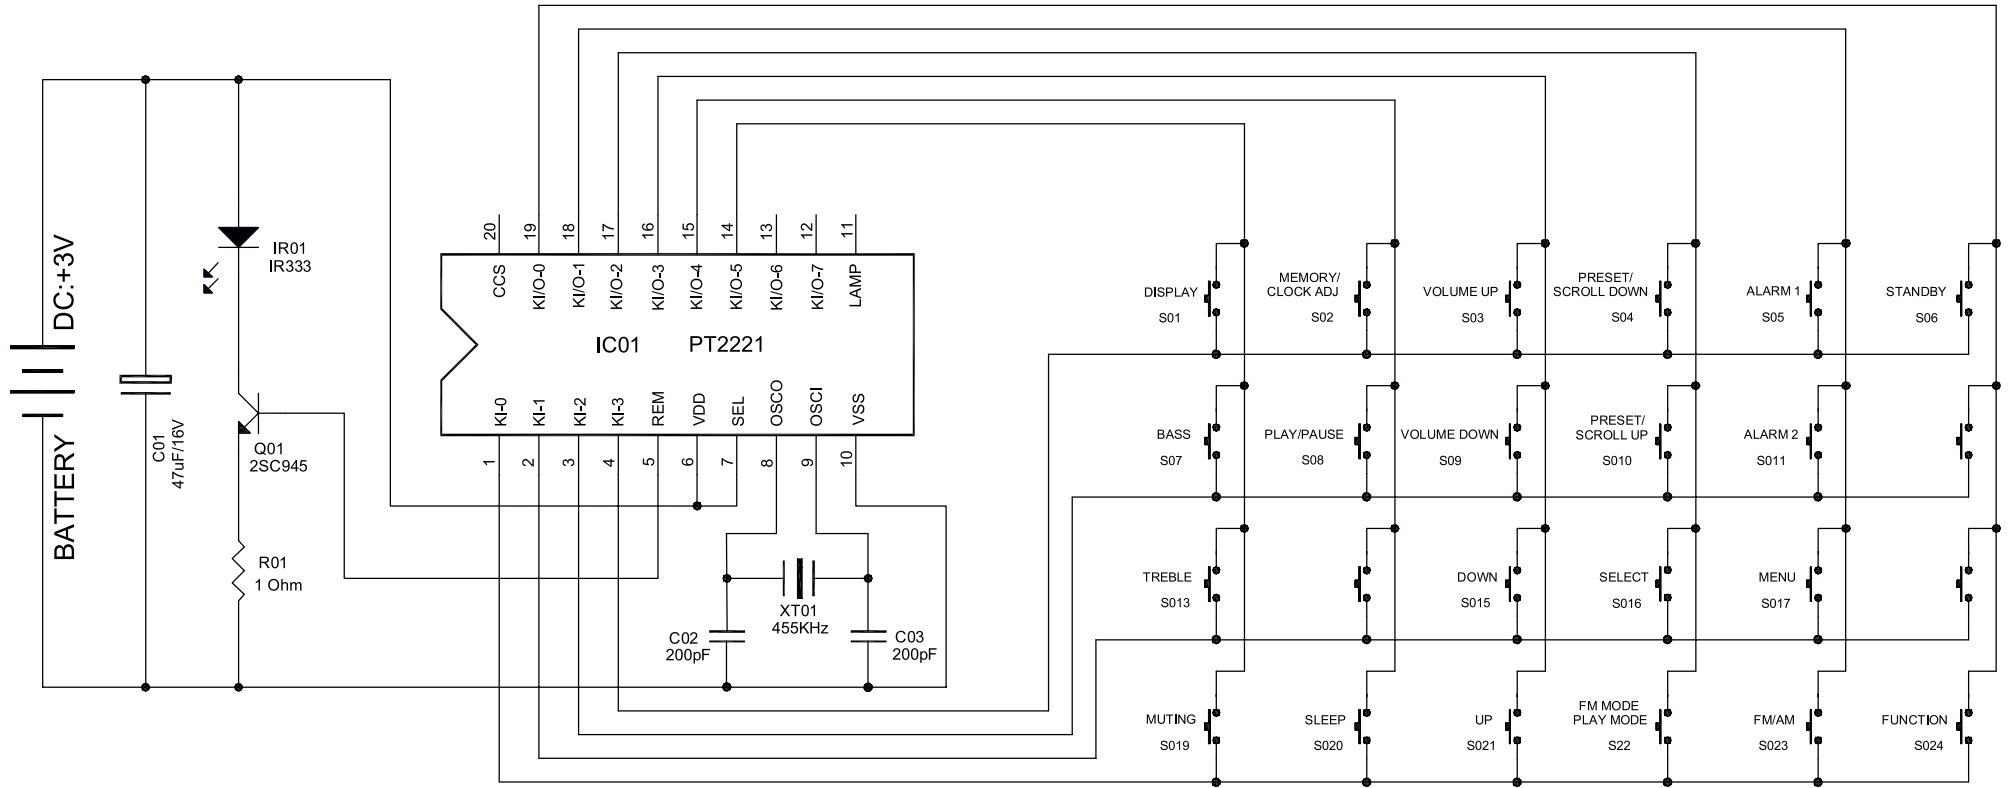 DC:+3V
BATTERY
C01
47uF/16V
IR01
IR333
Q01
2SC945
R01
1 Ohm
20
19
18
17
16
15
14
13
12
11
CCS
KI/O-0
KI/O-1
KI/O-2
KI/O-3
KI/O-4
KI/O-5
KI/O-6
KI/O-7
LAMP
IC01 PT2221
KI-0
KI-1
KI-2
KI-3
REM
VDD
SEL
OSCO
OSCI
VSS
1
2
3
4
5
6
7
8
9
10
XT01
455KHz
C02
200pF
C03
200pF
DISPLAY
S01
MEMORY/
CLOCK ADJ
S02
VOLUME UP
S03
PRESET/
SCROLL DOWN
S04
ALARM 1
S05
STANDBY
S06
BASS
S07
PLAY/PAUSE
S08
VOLUME DOWN
S09
PRESET/
SCROLL UP
S010
ALARM 2
S011
TREBLE
S013
DOWN
S015
SELECT
S016
MENU
S017
MUTING
S019
SLEEP
S020
UP
S021
FM MODE
PLAY MODE
S22
FM/AM
S023
FUNCTION
S024